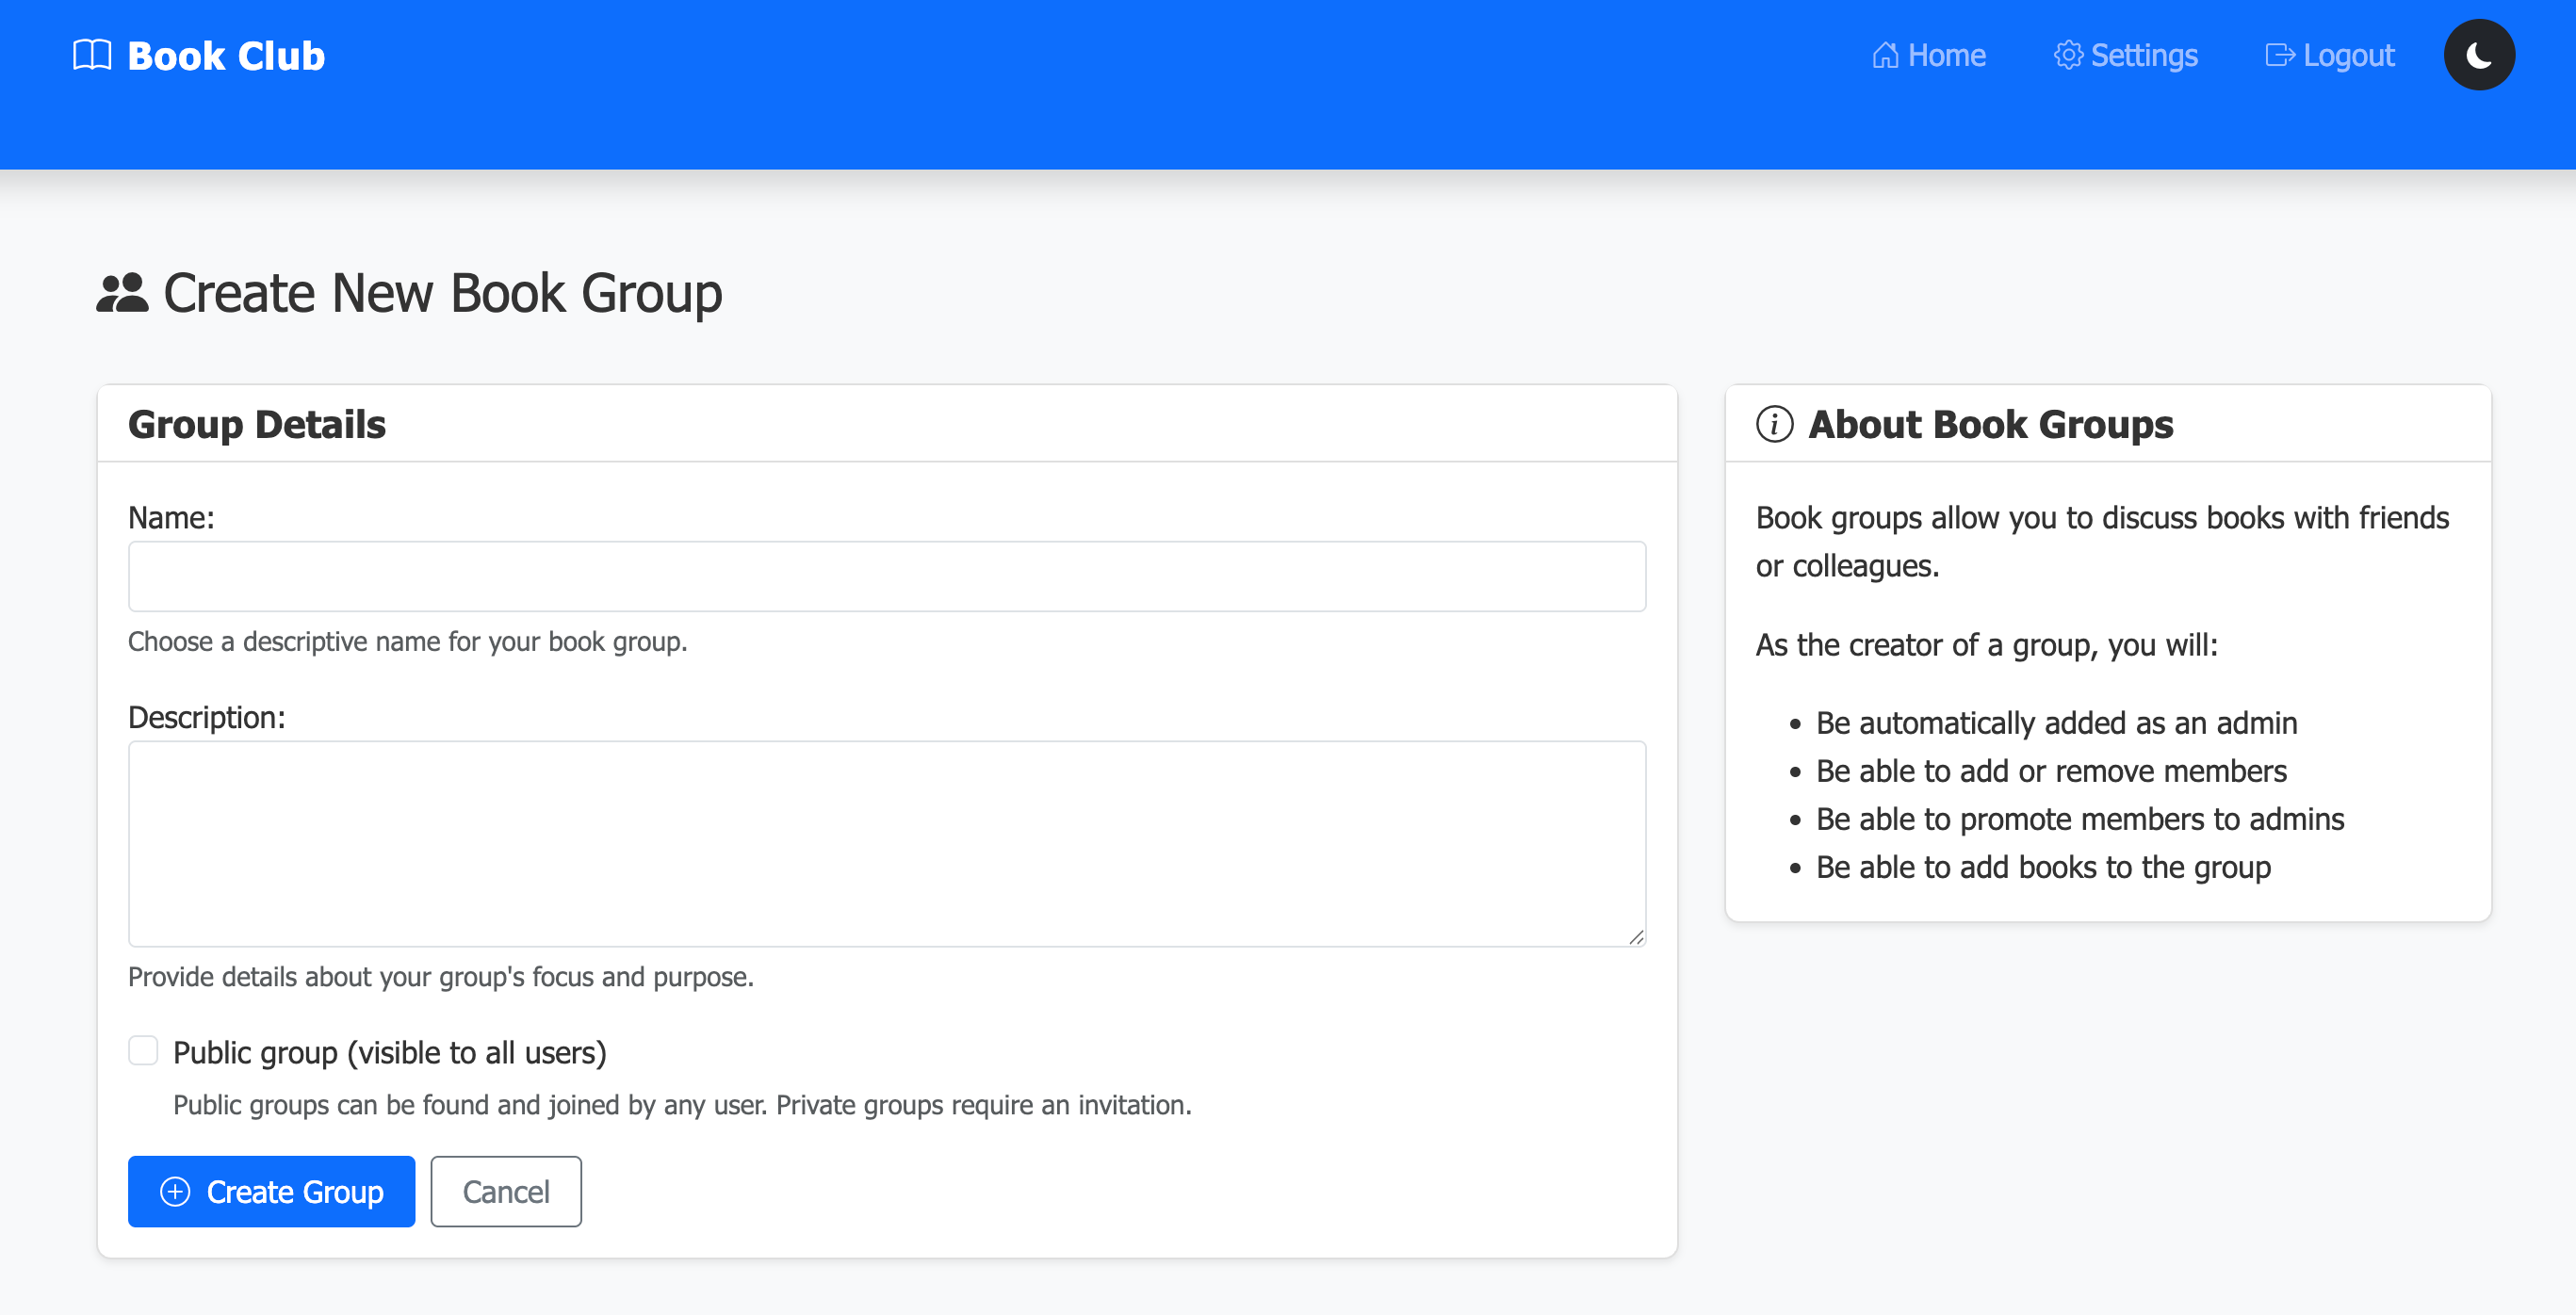 Book Club
Home
Settings
Logout
Create New Book Group
Group Details
Name:
Choose a descriptive name for your book group.
Description:
Provide details about your group's focus and purpose.
Public group (visible to all users)
Public groups can be found and joined by any user. Private groups require an invitation.
Create Group
Cancel
About Book Groups
Book groups allow you to discuss books with friends
or colleagues.
As the creator of a group, you will:
• Be automatically added as an admin
• Be able to add or remove members
• Be able to promote members to admins
• Be able to add books to the group